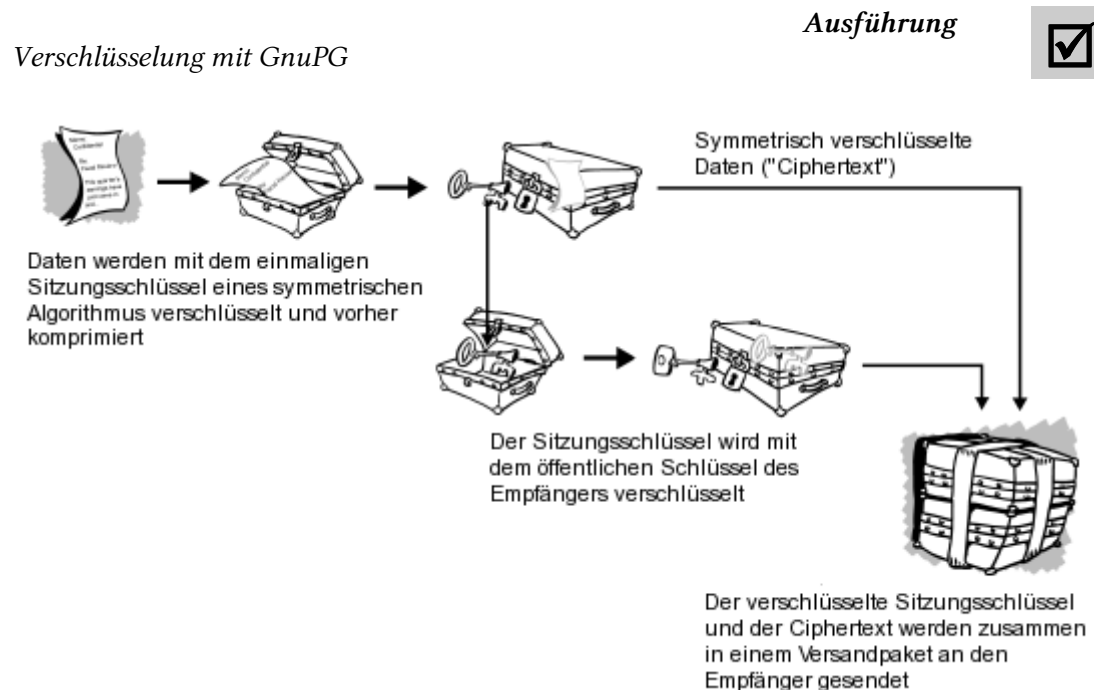 Ausführung
Verschlüsselung mit GnuPG
Symmetrisch verschlüsselte
Daten ("Ciphertext")
Daten werden mit dem einmaligen
Sitzungsschlüssel eines symmetrischen
Algorithmus verschlüsselt und vorher
komprimiert
Der Sitzungsschlüssel wird mit
dem öffentlichen Schlüssel des
Empfängers verschlüsselt
Der verschlüsselte Sitzungsschlüssel
und der Ciphertext werden zusammen
in einem Versandpaket an den
Empfänger gesendet